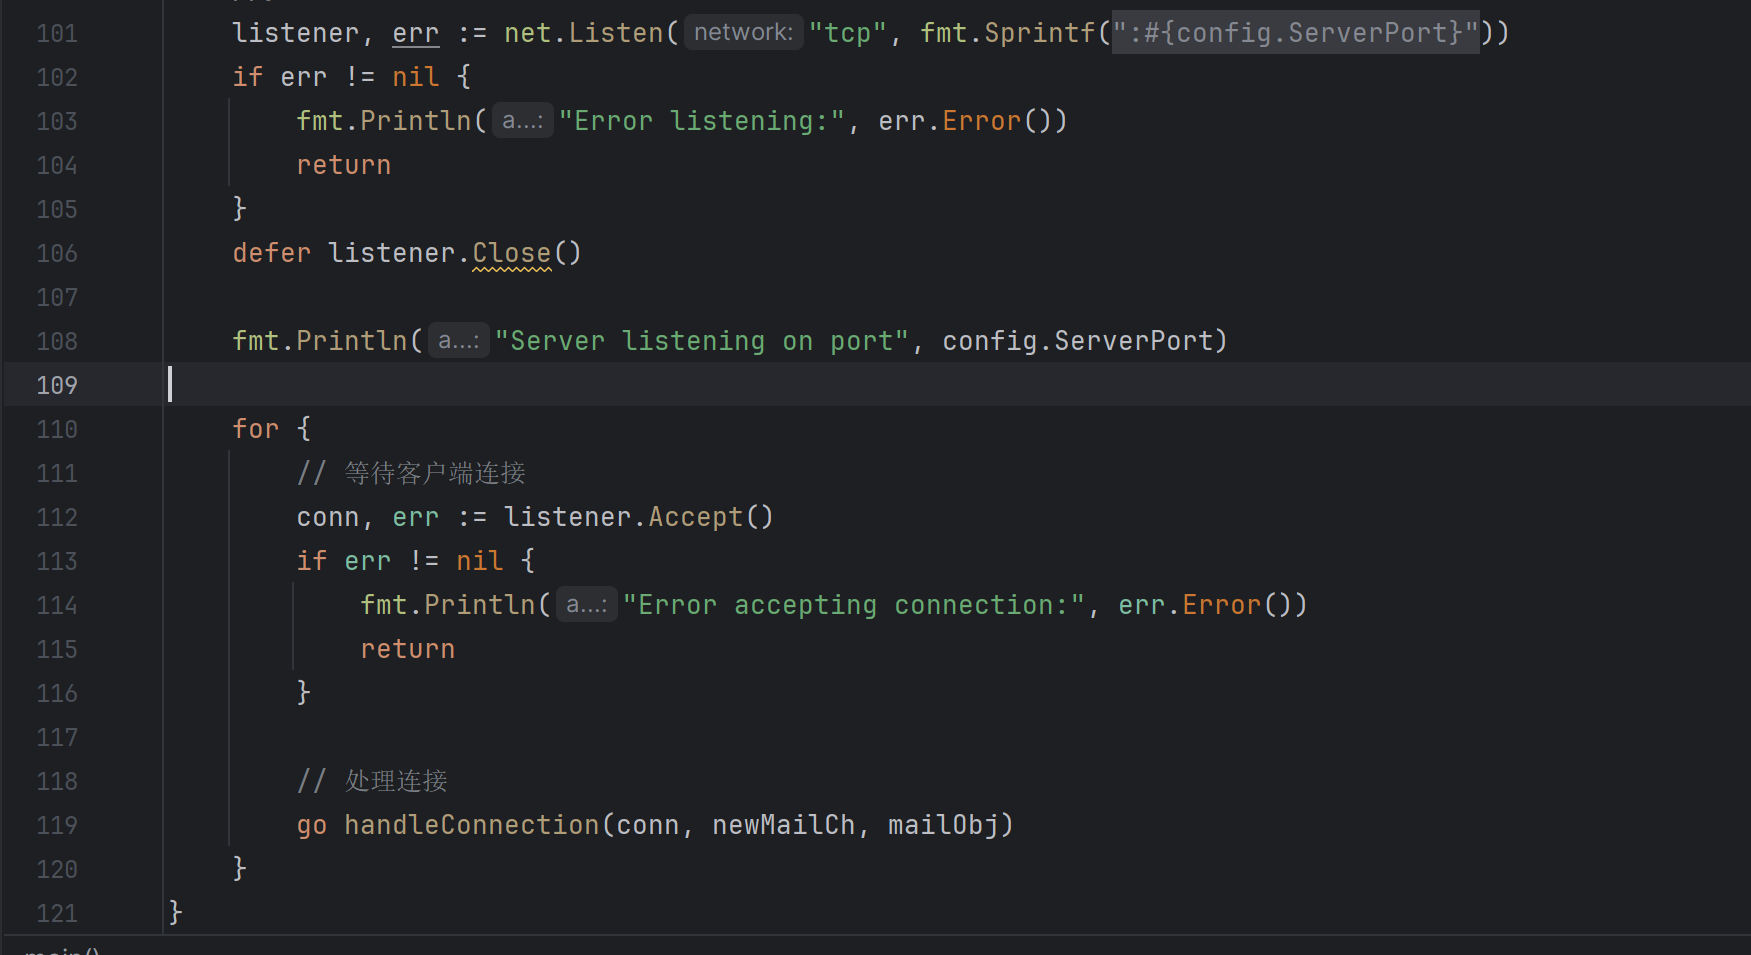 101 listener, err := net.Listen( network: "tcp", fmt.Sprintf(":#{config.ServerPort}"))
102 if err != nil {
103 fmt.Println( a...: "Error listening:", err.Error())
104 return
105 }
106 defer listener.Close()
107
108 fmt.Println( a...: "Server listening on port", config.ServerPort)
109
110 for {
111 // 等待客户端连接
112 conn, err := listener.Accept()
113 if err != nil {
114 fmt.Println( a...: "Error accepting connection:", err.Error())
115 return
116 }
117
118 // 处理连接
119 go handleConnection(conn, newMailCh, mailObj)
120 }
121 }
main()